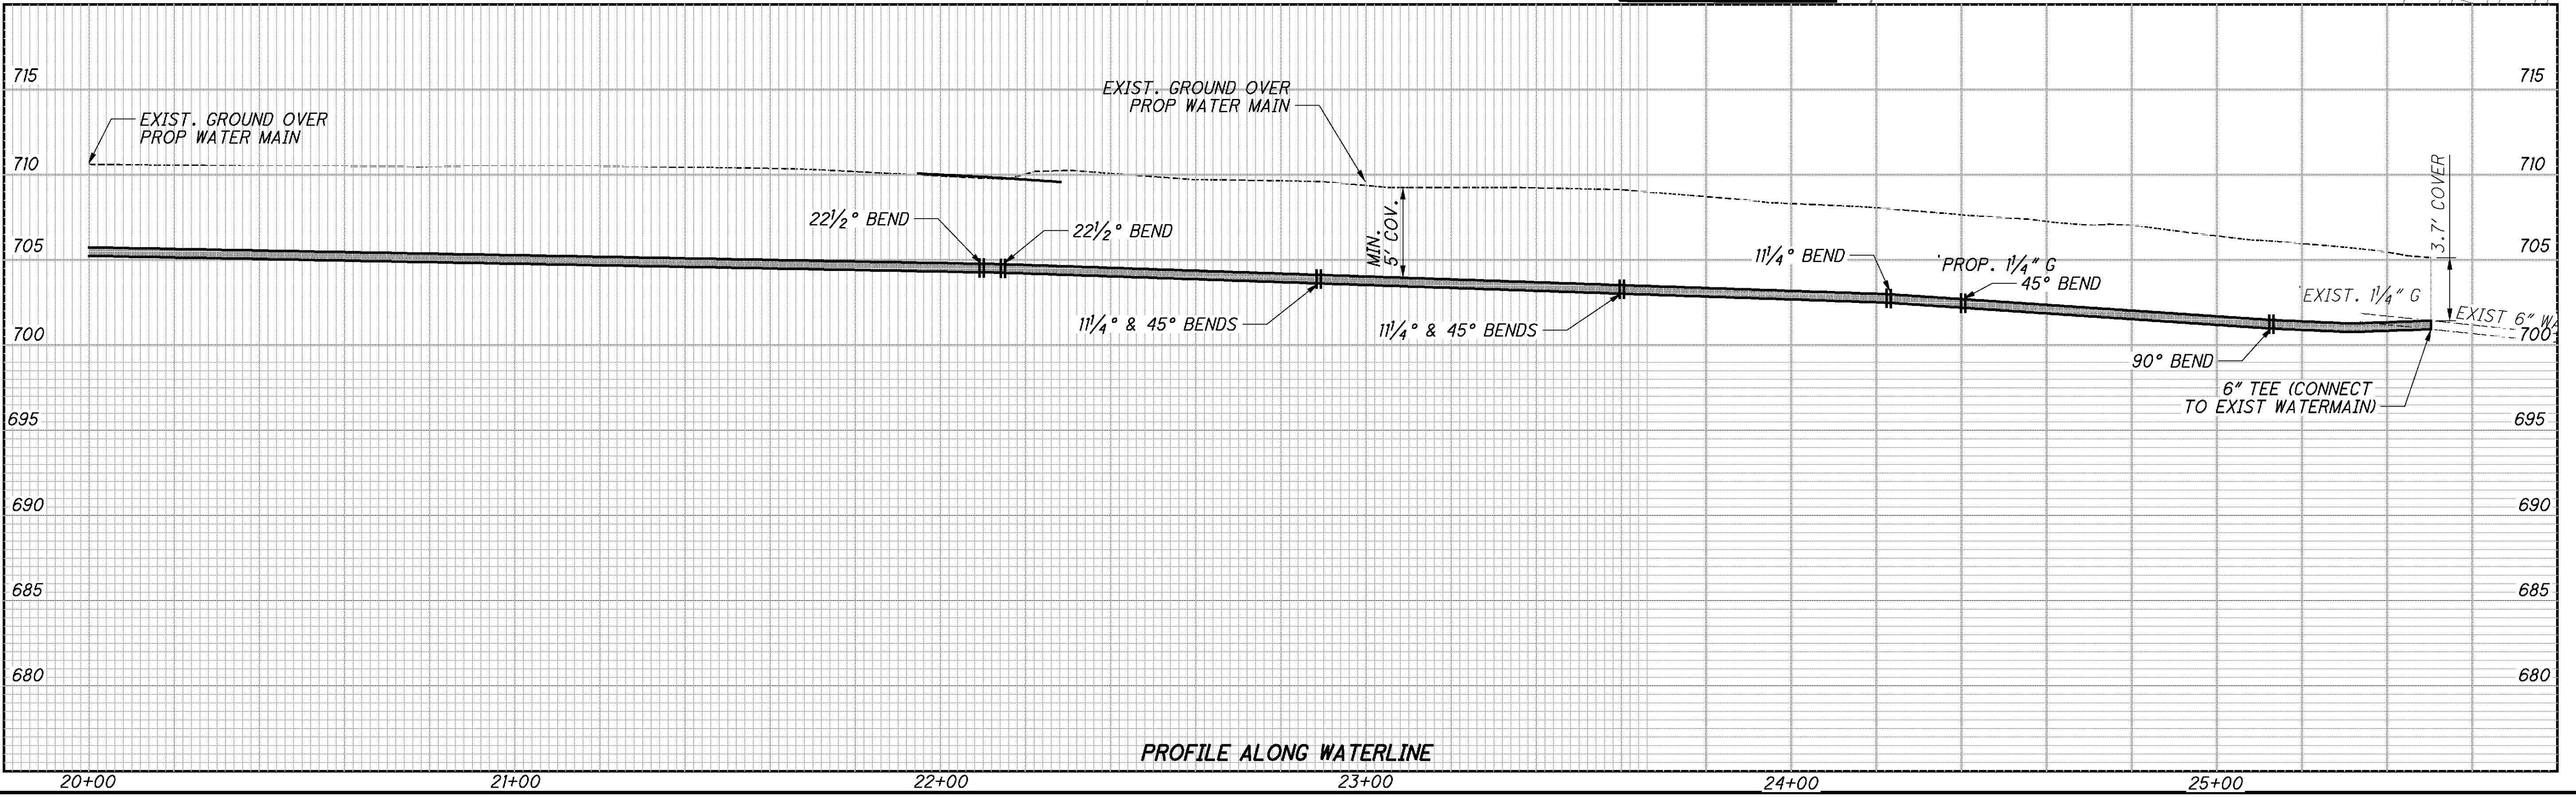 715
715
EXIST. GROUND OVER
PROP WATER MAIN
EXIST. GROUND OVER
PROP WATER MAIN
710
710
3.7' COVER
22½° BEND
22½° BEND
MIN.
5' COV.
705
705
11¼° BEND
PROP. 1¼" G
45° BEND
EXIST. 1¼" G
EXIST 6" WA
11¼° & 45° BENDS
11¼° & 45° BENDS
700
700
90° BEND
6" TEE (CONNECT
TO EXIST WATERMAIN)
695
695
690
690
685
685
680
680
PROFILE ALONG WATERLINE
20+00
21+00
22+00
23+00
24+00
25+00